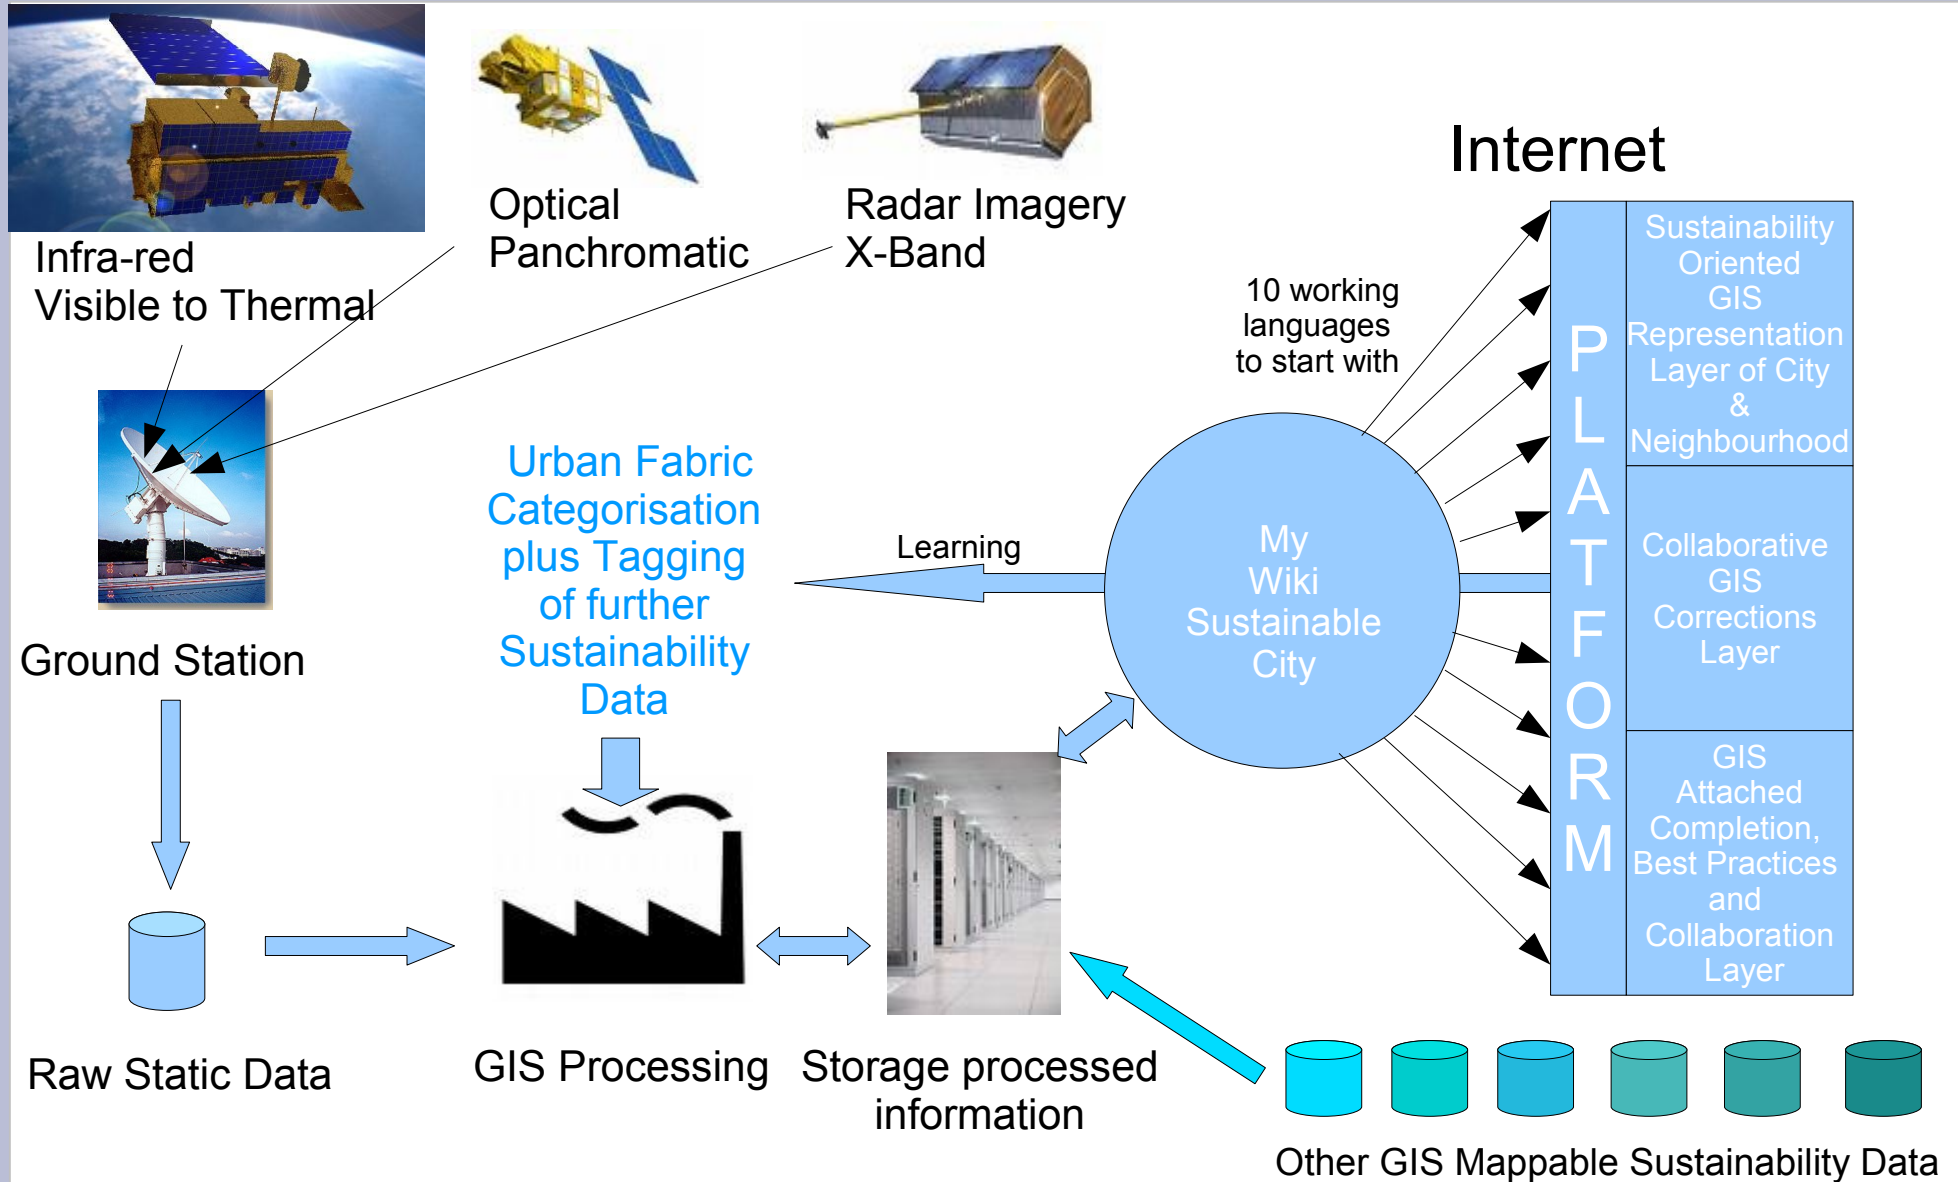 Infra-red
Visible to Thermal
Optical
Panchromatic
Radar Imagery
X-Band
Internet
10 working
languages
to start with
Ground Station
Urban Fabric
Categorisation
plus Tagging
of further
Sustainability
Data
Learning
My
Wiki
Sustainable
City
P
L
A
T
F
O
R
M
Sustainability
Oriented
GIS
Representation
Layer of City
&
Neighbourhood
Collaborative
GIS
Corrections
Layer
GIS
Attached
Completion,
Best Practices
and
Collaboration
Layer
Raw Static Data
GIS Processing
Storage processed
information
Other GIS Mappable Sustainability Data